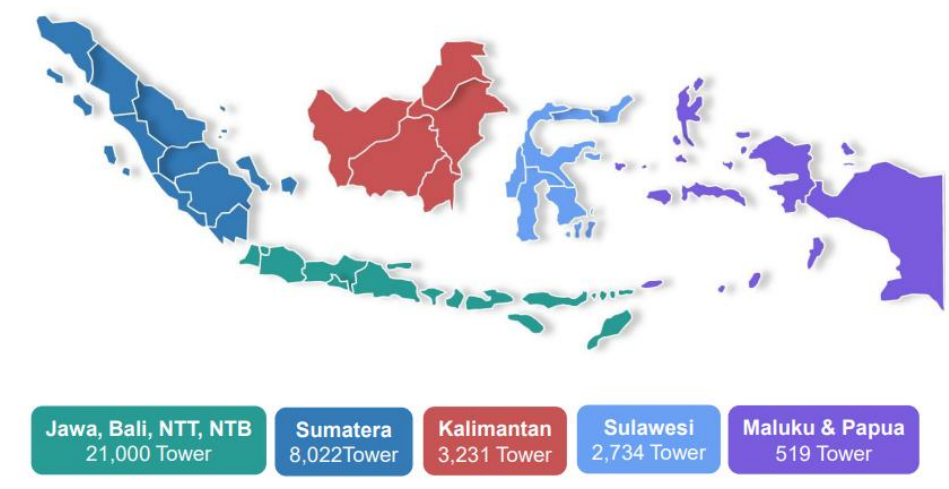 Jawa, Bali, NTT, NTB
21,000 Tower
Sumatera
8,022Tower
Kalimantan
3,231 Tower
Sulawesi
2,734 Tower
Maluku & Papua
519 Tower